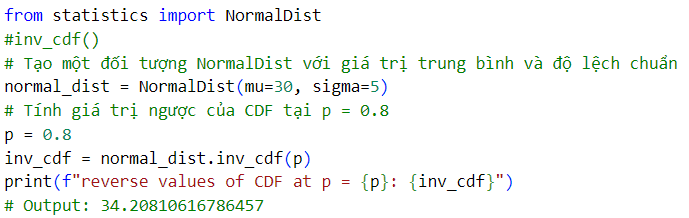 from statistics import NormalDist
#inv_cdf()
# Tạo một đối tượng NormalDist với giá trị trung bình và độ lệch chuẩn
normal_dist = NormalDist(mu=30, sigma=5)
# Tính giá trị ngược của CDF tại p = 0.8
p = 0.8
inv_cdf = normal_dist.inv_cdf(p)
print(f"reverse values of CDF at p = {p}: {inv_cdf}")
# Output: 34.20810616786457